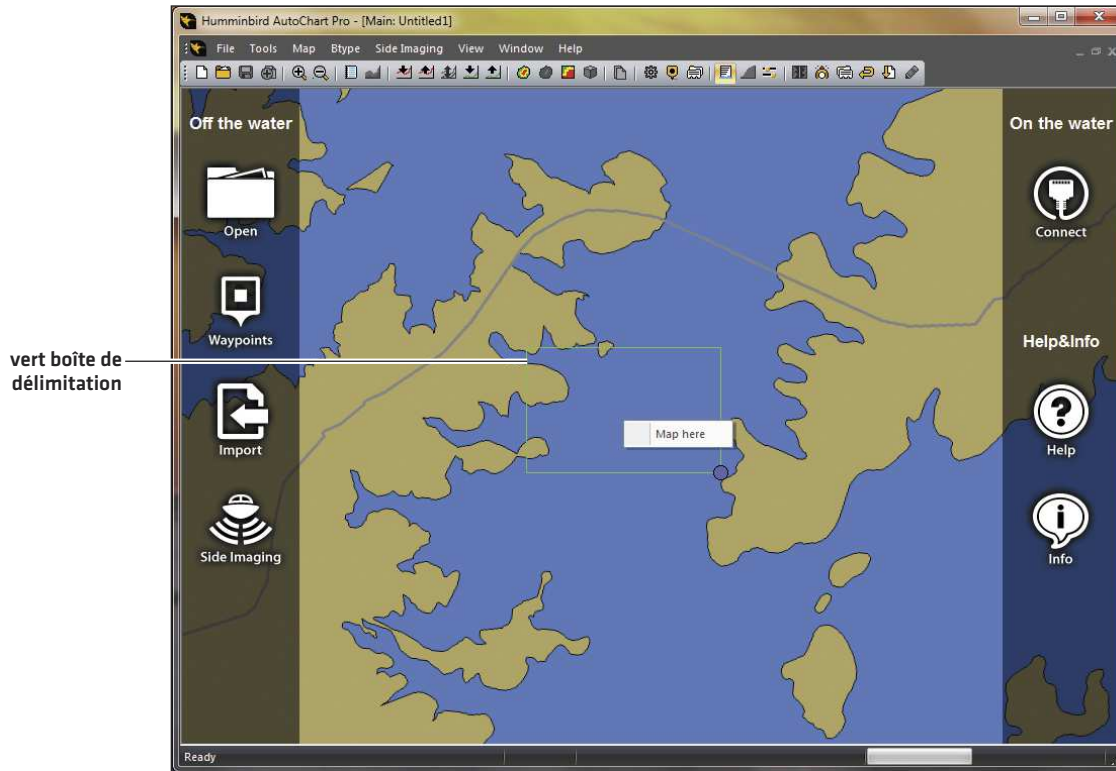 Humminbird AutoChart Pro - [Main: Untitled1]
File Tools Map Btype Side Imaging View Window Help
Off the water
Open
Waypoints
Import
Side Imaging
vert boîte de
délimitation
Map here
On the water
Connect
Help&Info
Help
Info
Ready